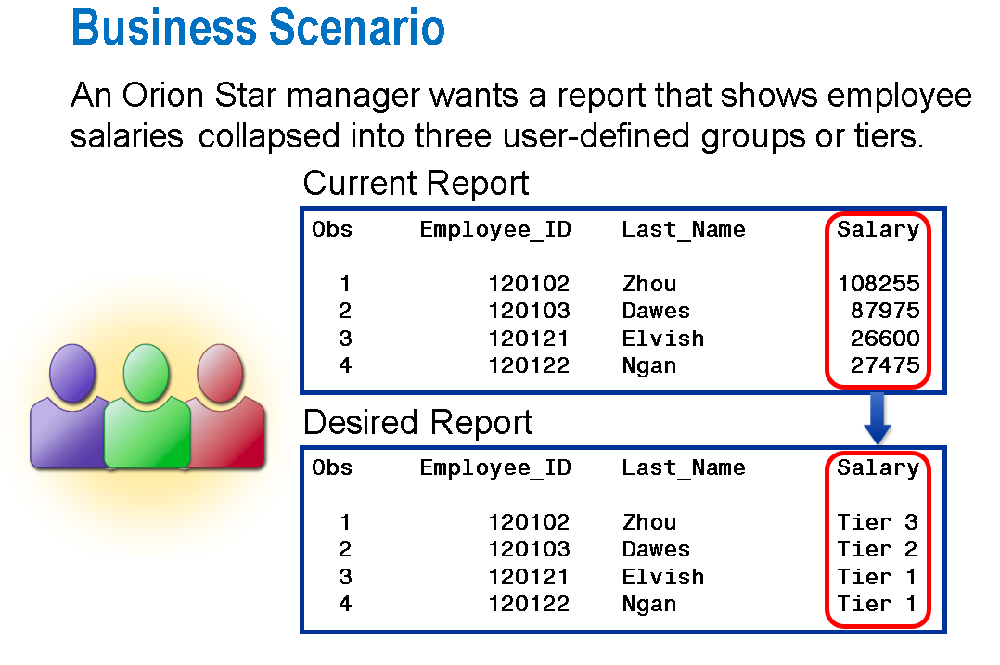 Business Scenario
An Orion Star manager wants a report that shows employee
salaries collapsed into three user-defined groups or tiers.
Current Report
Obs Employee_ID Last_Name Salary
1 120102 Zhou 108255
2 120103 Dawes 87975
3 120121 Elvish 26600
4 120122 Ngan 27475
Desired Report
Obs Employee_ID Last_Name Salary
1 120102 Zhou Tier 3
2 120103 Dawes Tier 2
3 120121 Elvish Tier 1
4 120122 Ngan Tier 1